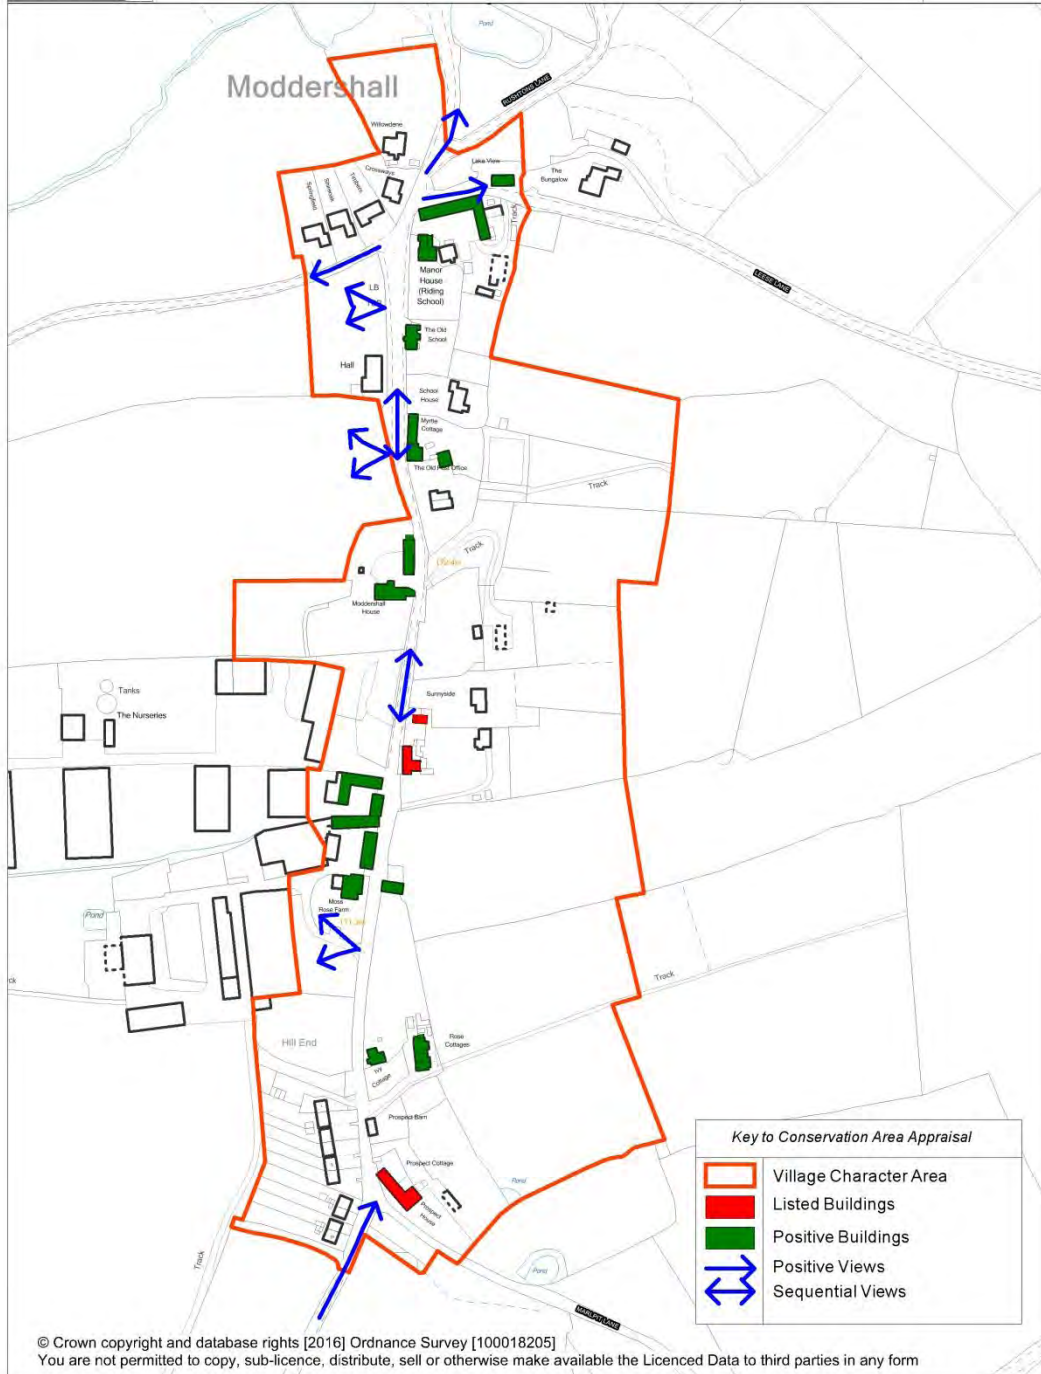 Pond
Moddershall
RUSHTONS LANE
Willowdene
Crossways
Lake View
The
Bungalow
Springfield
Track
LEESE LANE
Manor
House
(Riding
School)
LB
The Old
School
Hall
School
House
Myrtle
Cottage
The Old Post Office
Track
Track
Moddershall
House
Sunnyside
Tanks
The Nurseries
Moss
Rose Farm
Pond
Track
Hill End
Rose
Cottages
Ivy
Cottage
Prospect Barn
Prospect Cottage
Prospect
House
Pond
Track
Pond
MARLPIT LANE
Key to Conservation Area Appraisal
Village Character Area
Listed Buildings
Positive Buildings
Positive Views
Sequential Views
© Crown copyright and database rights [2016] Ordnance Survey [100018205]
You are not permitted to copy, sub-licence, distribute, sell or otherwise make available the Licenced Data to third parties in any form